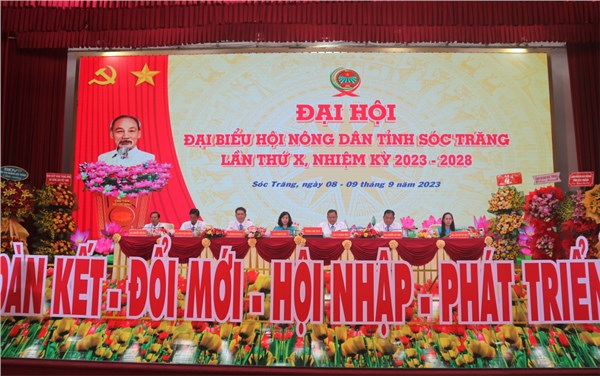 ĐẠI HỘI
ĐẠI BIỂU HỘI NÔNG DÂN TỈNH SÓC TRĂNG
LẦN THỨ X, NHIỆM KỲ 2023 - 2028
Sóc Trăng, ngày 08 - 09 tháng 9 năm 2023
OÀN KẾT - ĐỔI MỚI - HỘI NHẬP - PHÁT TRIỂN